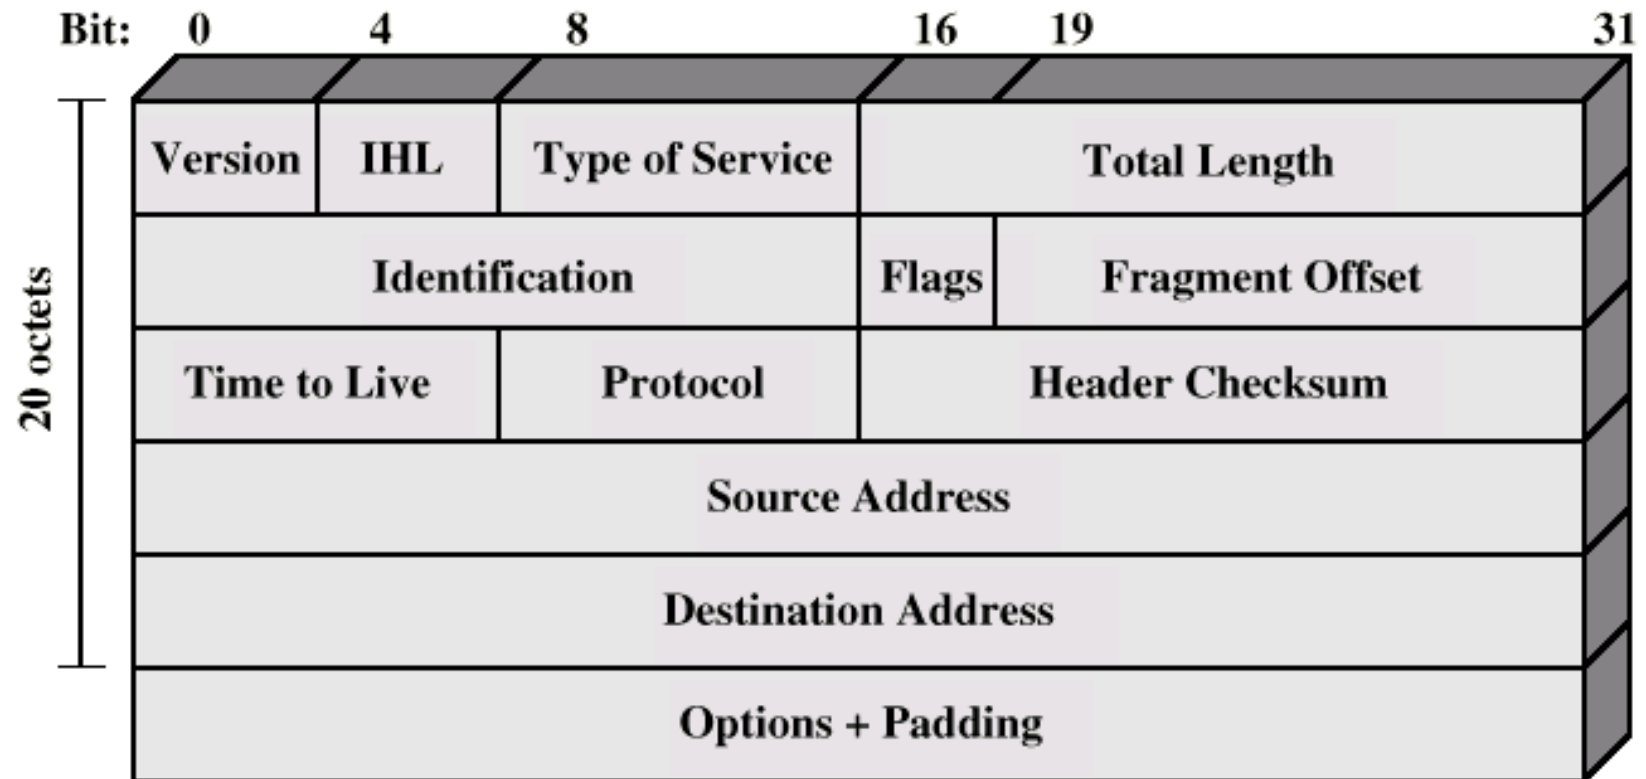 Bit: 0 4 8 16 19 31
Version IHL Type of Service Total Length
Identification Flags Fragment Offset
Time to Live Protocol Header Checksum
Source Address
Destination Address
Options + Padding
20 octets